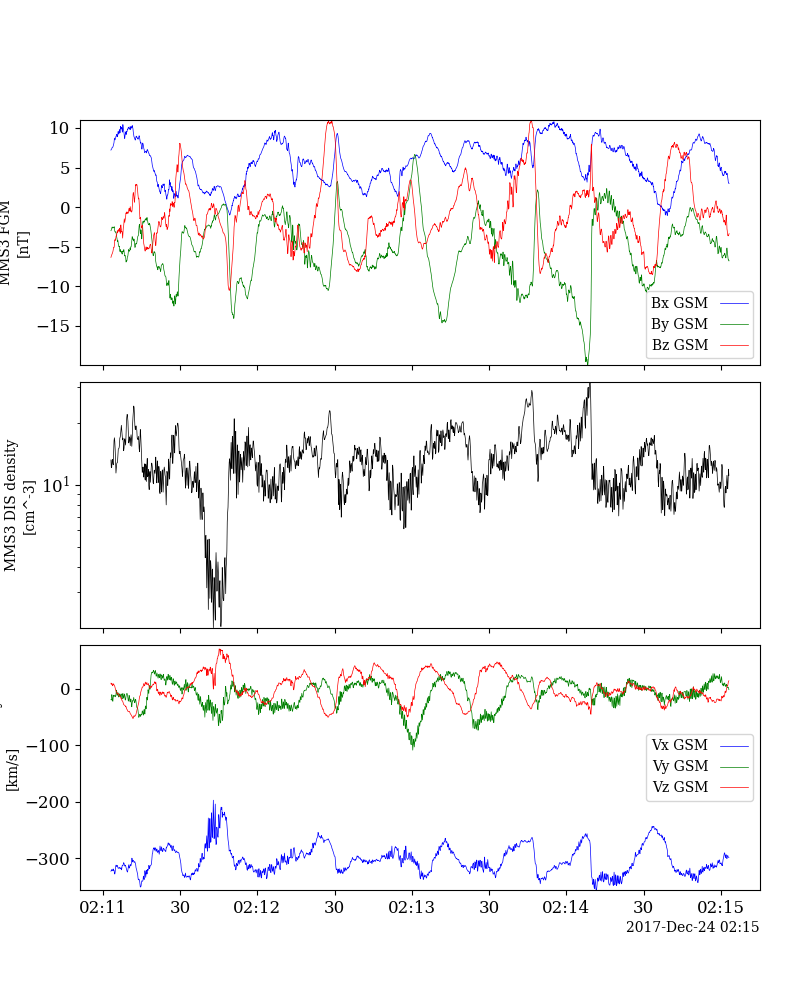 10
5
0
−5
−10
−15
MMS3 FGM
[nT]
Bx GSM
By GSM
Bz GSM
10^1
MMS3 DIS density
[cm^-3]
0
−100
−200
−300
[km/s]
Vx GSM
Vy GSM
Vz GSM
02:11 30 02:12 30 02:13 30 02:14 30 02:15
2017-Dec-24 02:15